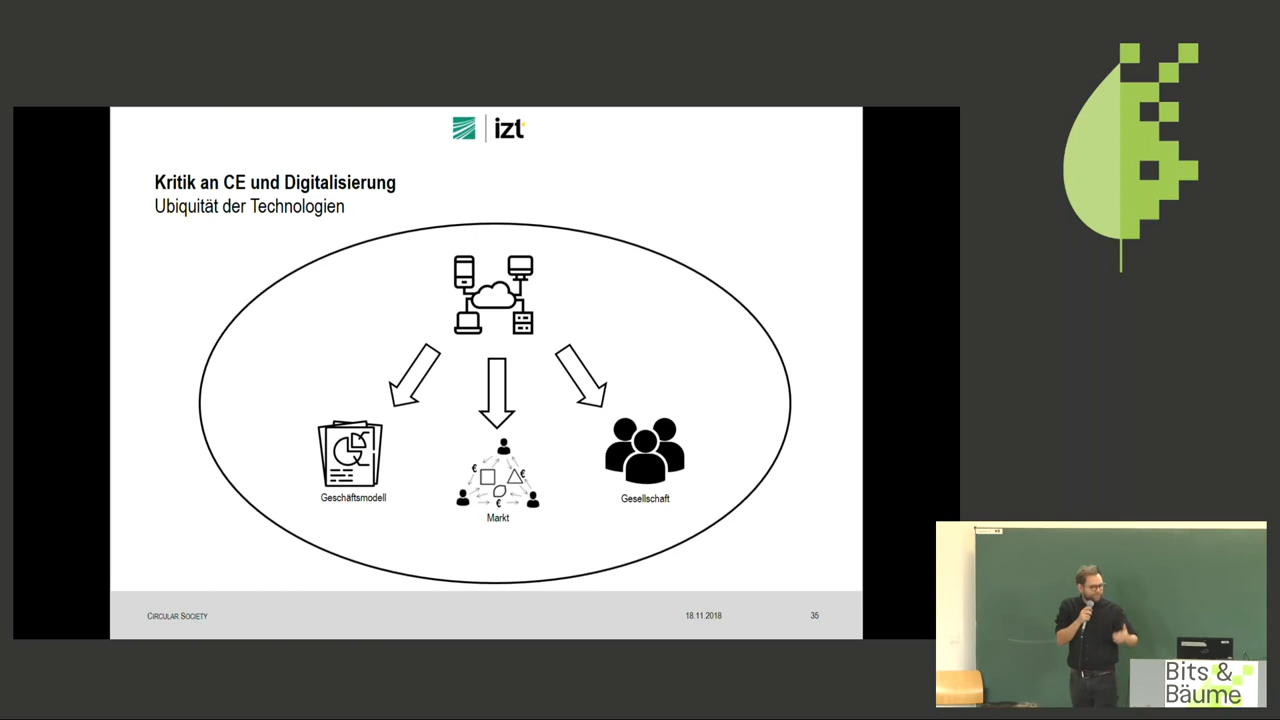 izt
Kritik an CE und Digitalisierung
Ubiquität der Technologien
€
€
€
Geschäftsmodell
Markt
Gesellschaft
CIRCULAR SOCIETY
18.11.2018
35
Bits &
Bäume